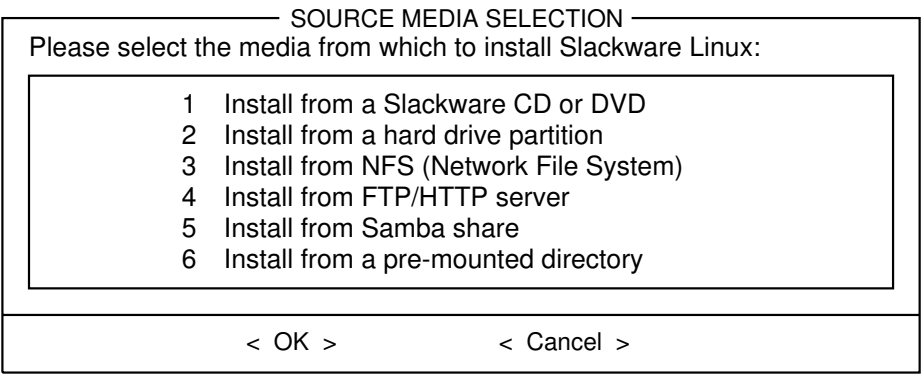 SOURCE MEDIA SELECTION
Please select the media from which to install Slackware Linux:
1 Install from a Slackware CD or DVD
2 Install from a hard drive partition
3 Install from NFS (Network File System)
4 Install from FTP/HTTP server
5 Install from Samba share
6 Install from a pre-mounted directory
< OK > < Cancel >